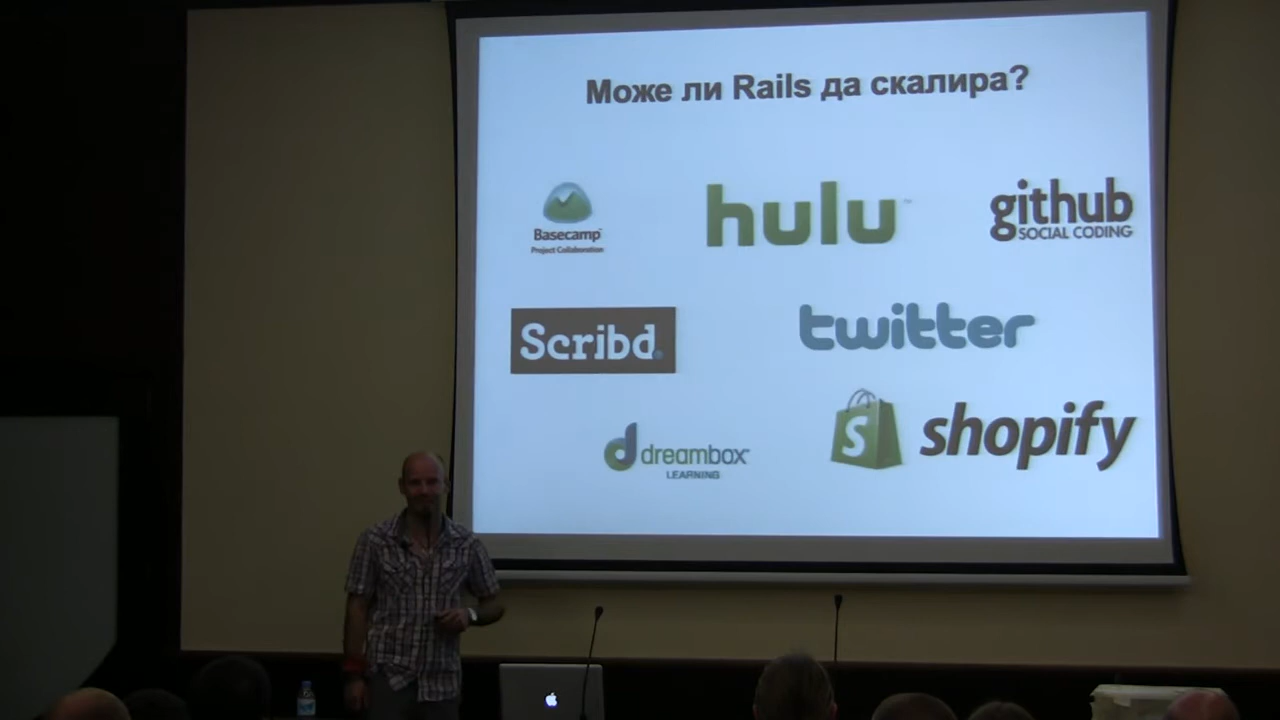 Може ли Rails да скалира?
Basecamp
Project Collaboration
hulu
github
SOCIAL CODING
Scribd.
twitter
dreambox
LEARNING
S
shopify